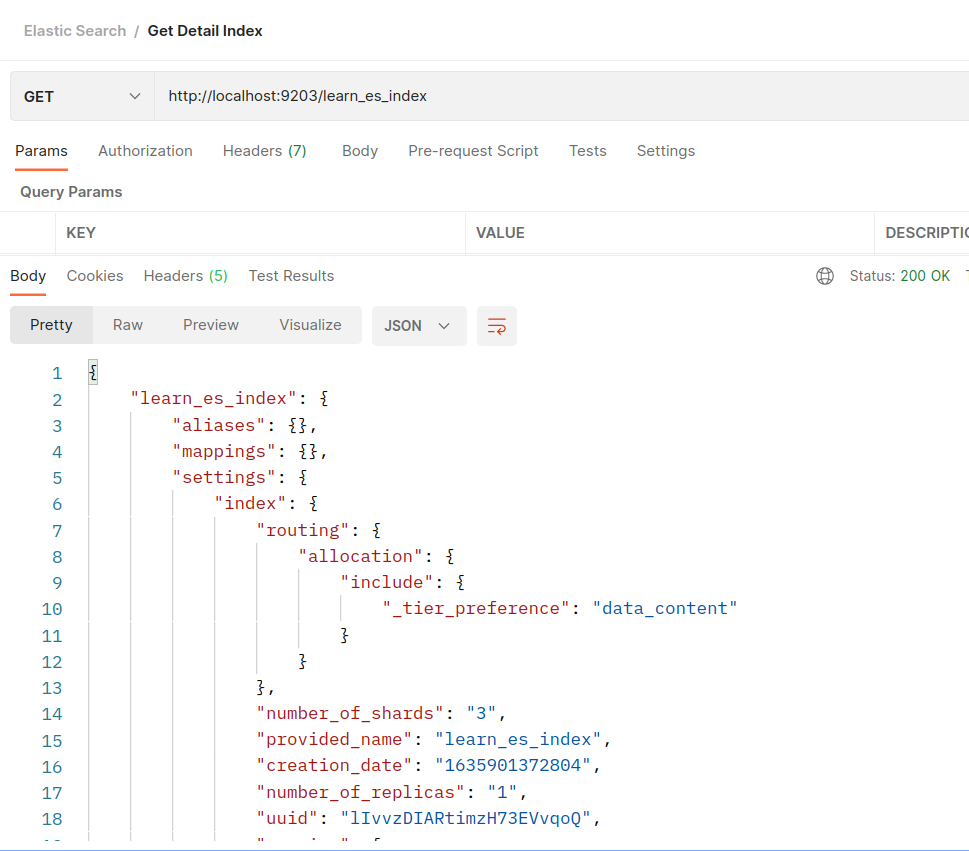 Elastic Search / Get Detail Index
GET http://localhost:9203/learn_es_index
Params Authorization Headers (7) Body Pre-request Script Tests Settings
Query Params
KEY VALUE
Body Cookies Headers (5) Test Results Status: 200 OK
Pretty Raw Preview Visualize JSON
1 {
2 "learn_es_index": {
3 "aliases": {},
4 "mappings": {},
5 "settings": {
6 "index": {
7 "routing": {
8 "allocation": {
9 "include": {
10 "_tier_preference": "data_content"
11 }
12 }
13 },
14 "number_of_shards": "3",
15 "provided_name": "learn_es_index",
16 "creation_date": "1635901372804",
17 "number_of_replicas": "1",
18 "uuid": "lIvvzDIARtimzH73EVvqoQ",